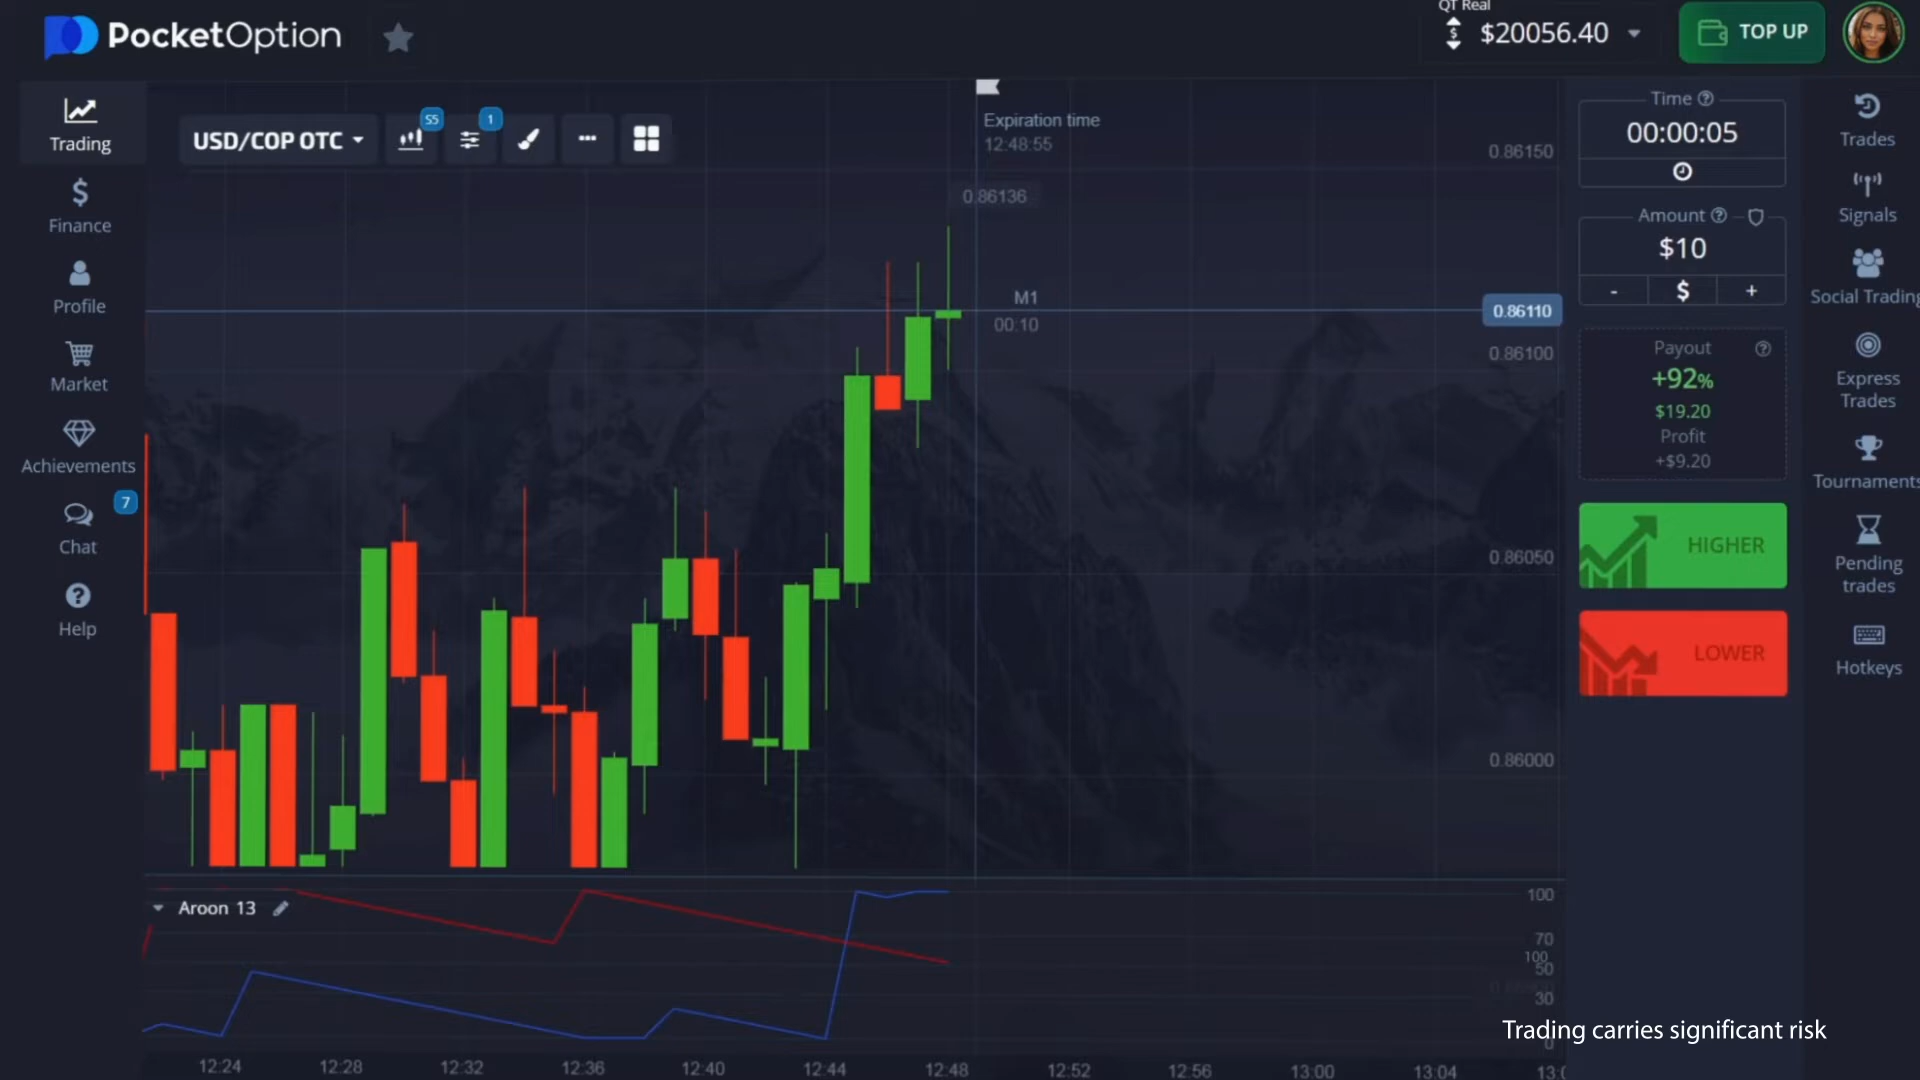 PocketOption
QT Real
$20056.40
TOP UP
Trading
Finance
Profile
Market
Achievements
7
Chat
Help
USD/COP OTC
S5
1
Expiration time
12:48:55
0.86136
M1
00:10
0.86150
0.86110
0.86100
0.86050
0.86000
Aroon 13
100
70
100
50
30
0
12:24
12:28
12:32
12:36
12:40
12:44
12:48
12:52
12:56
13:00
13:04
Time
00:00:05
Amount
$10
- $ +
Payout
+92%
$19.20
Profit
+$9.20
HIGHER
LOWER
Trades
Signals
Social Trading
Express
Trades
Tournaments
Pending
trades
Hotkeys
Trading carries significant risk